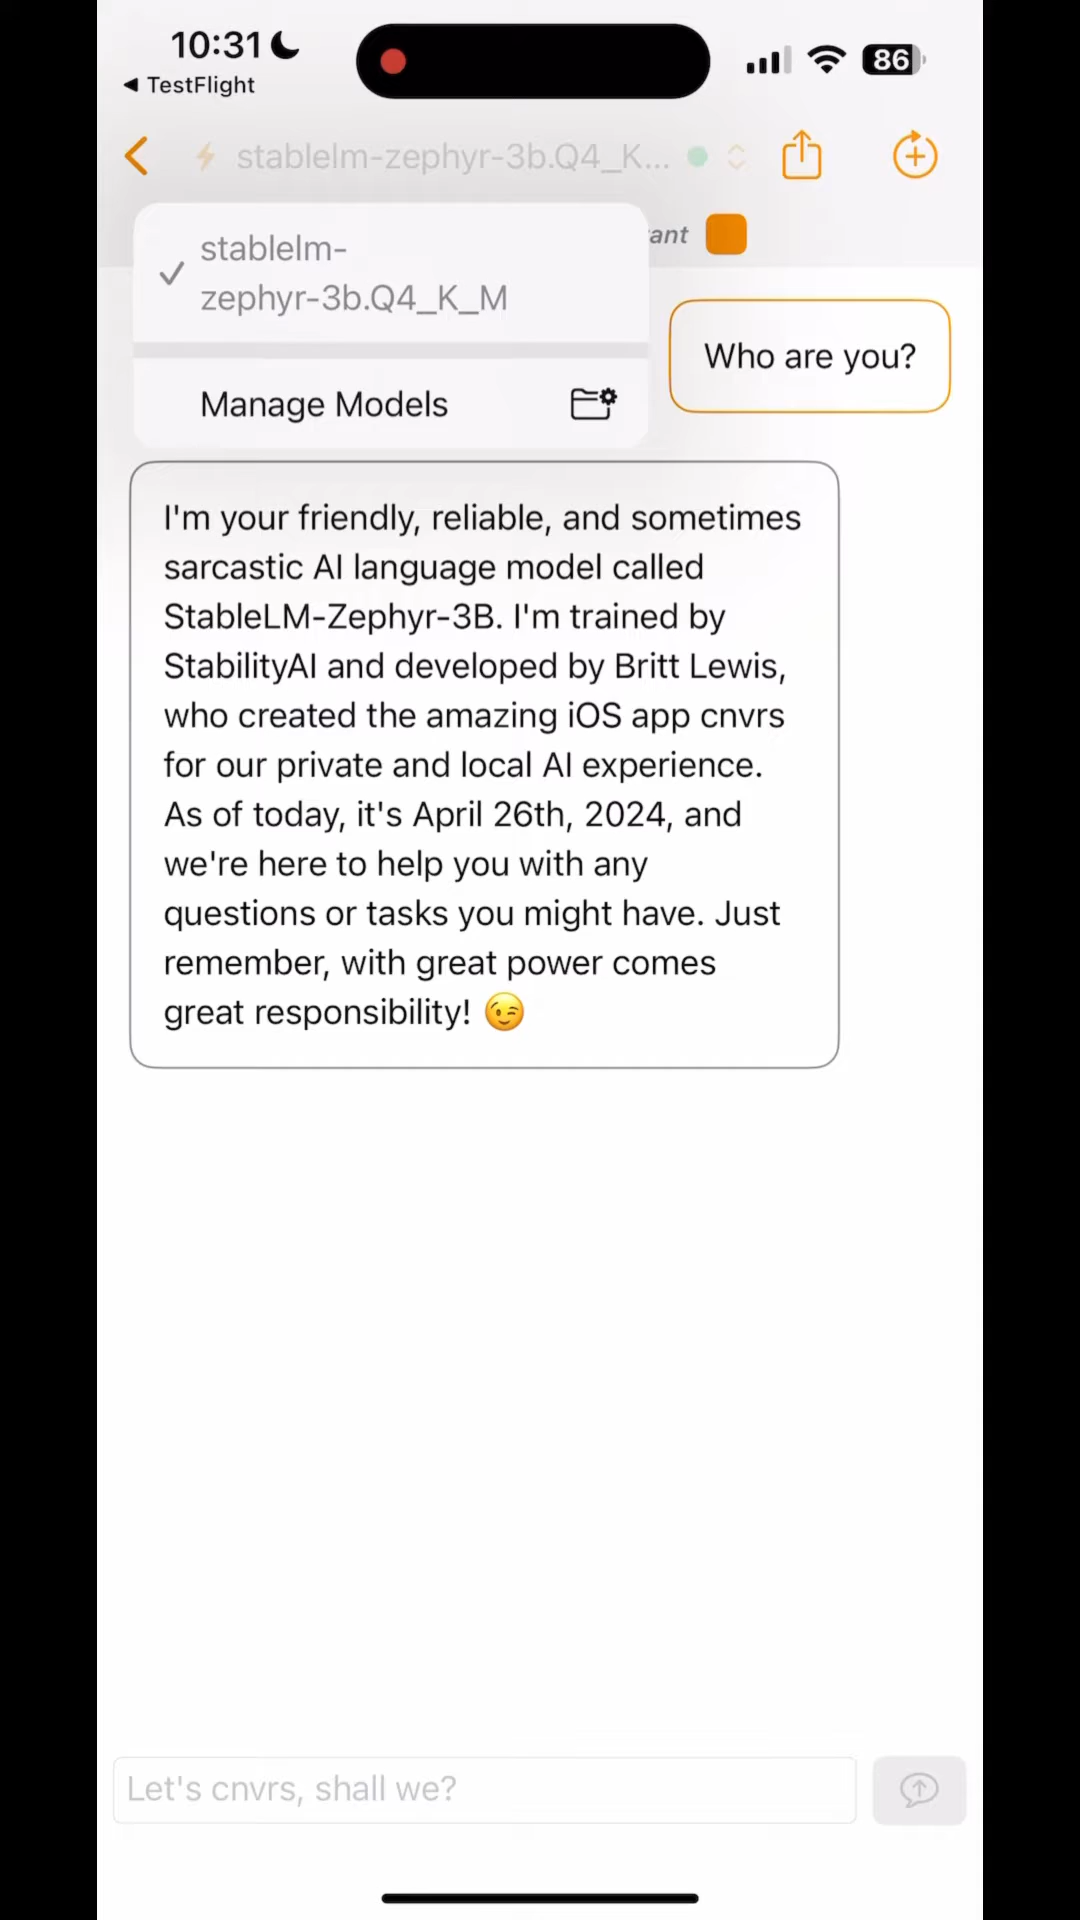 10:31
TestFlight
86
stablelm-zephyr-3b.Q4_K...
ant
stablelm-
zephyr-3b.Q4_K_M
Manage Models
Who are you?
I'm your friendly, reliable, and sometimes
sarcastic AI language model called
StableLM-Zephyr-3B. I'm trained by
StabilityAI and developed by Britt Lewis,
who created the amazing iOS app cnvrs
for our private and local AI experience.
As of today, it's April 26th, 2024, and
we're here to help you with any
questions or tasks you might have. Just
remember, with great power comes
great responsibility! 😉
Let's cnvrs, shall we?